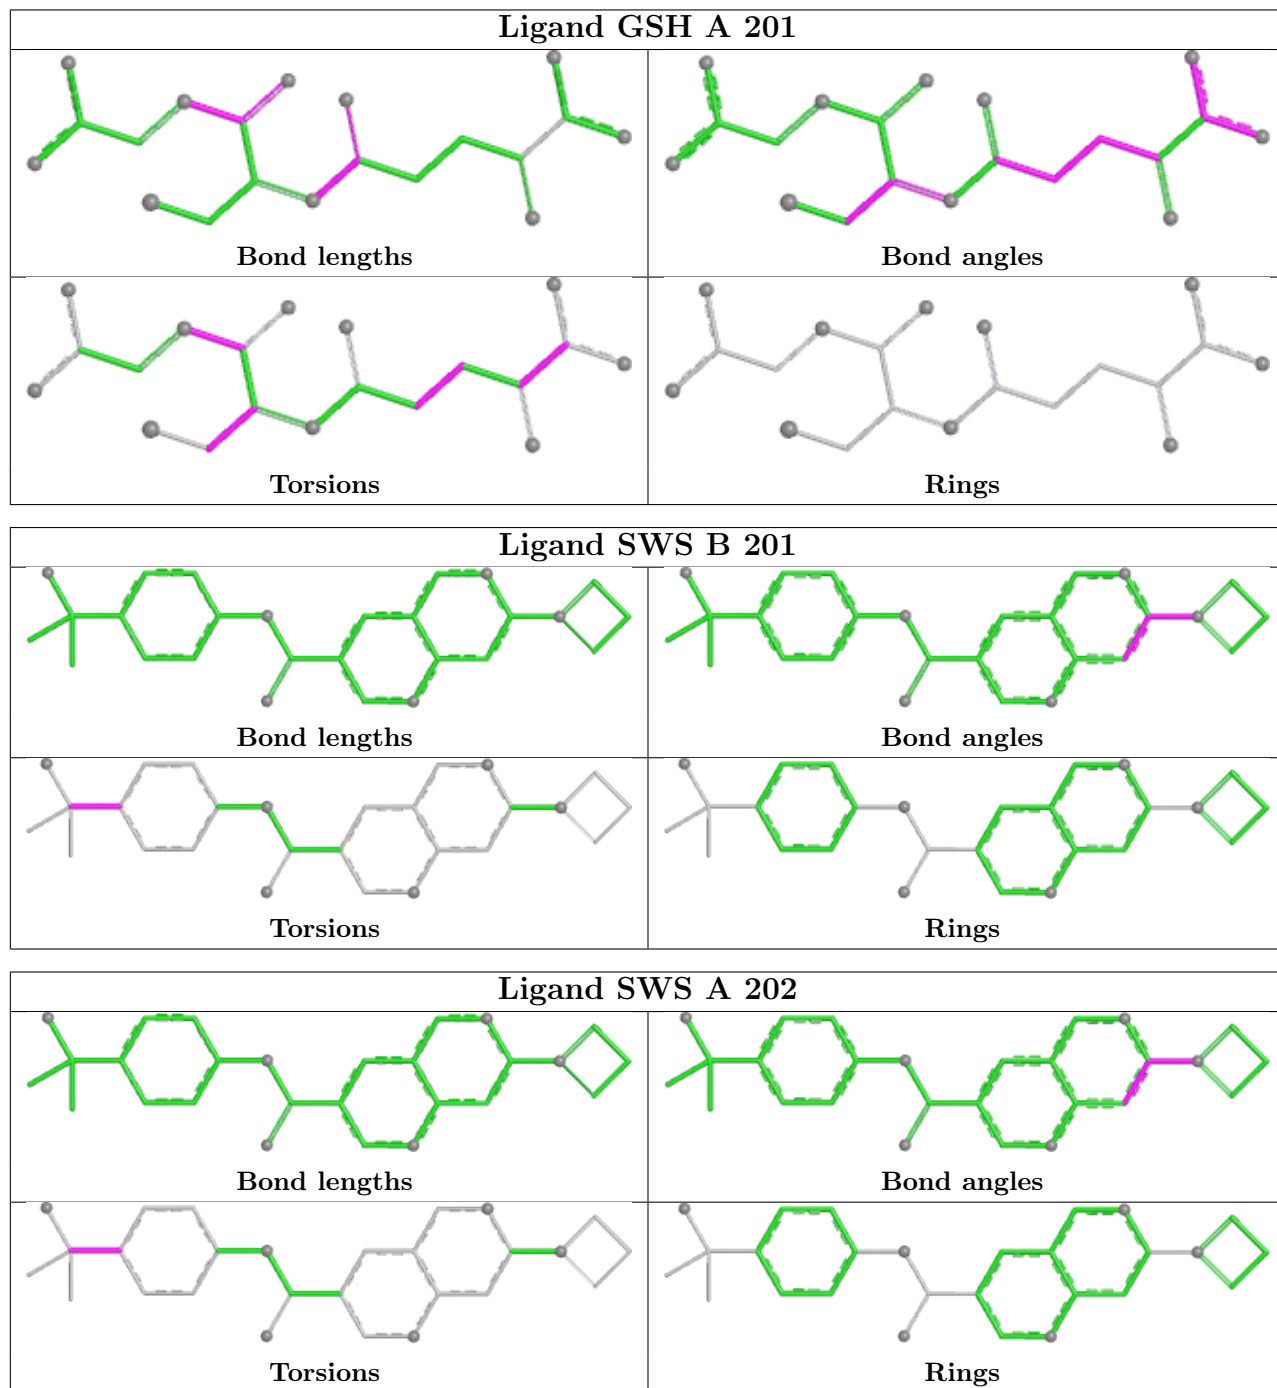 Ligand GSH A 201
Bond lengths
Bond angles
Torsions
Rings
Ligand SWS B 201
Bond lengths
Bond angles
Torsions
Rings
Ligand SWS A 202
Bond lengths
Bond angles
Torsions
Rings